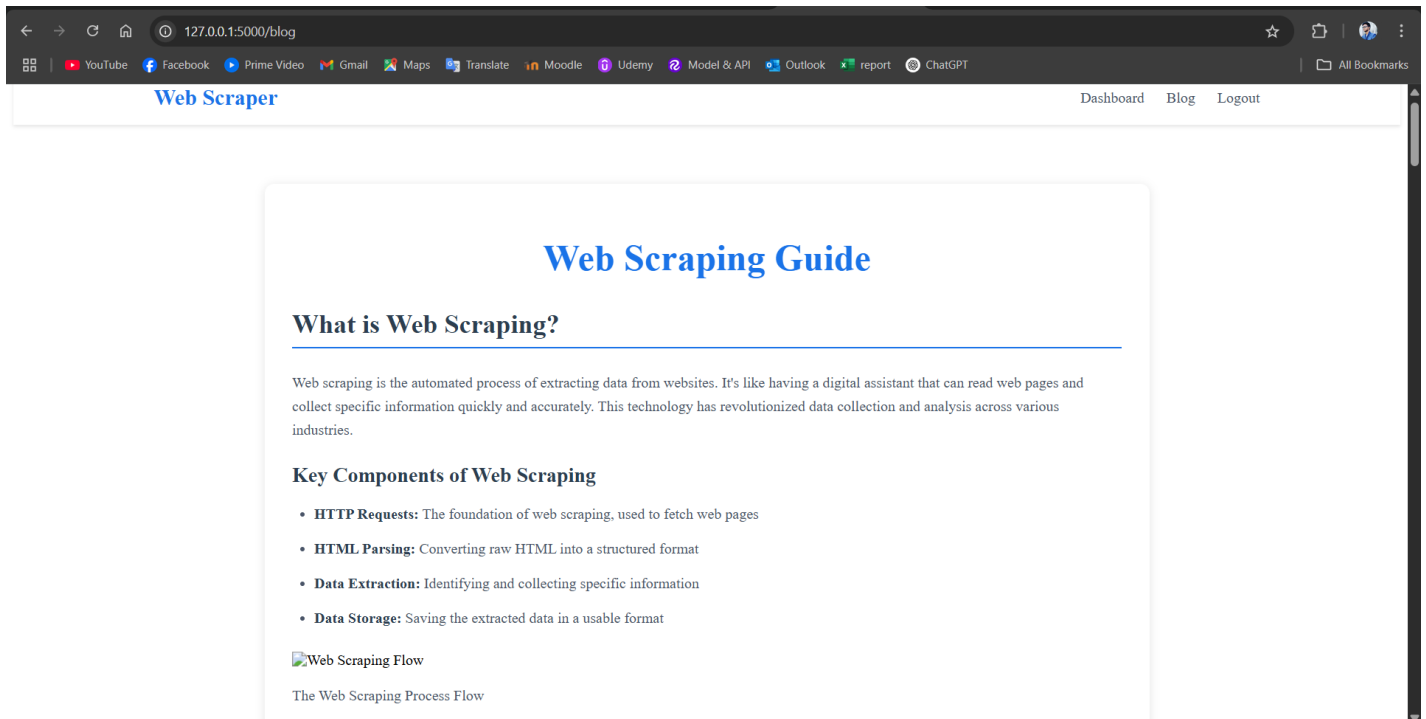 127.0.0.1:5000/blog
YouTube Facebook Prime Video Gmail Maps Translate Moodle Udemy Model & API Outlook report ChatGPT All Bookmarks
Web Scraper Dashboard Blog Logout
Web Scraping Guide
What is Web Scraping?
Web scraping is the automated process of extracting data from websites. It's like having a digital assistant that can read web pages and
collect specific information quickly and accurately. This technology has revolutionized data collection and analysis across various
industries.
Key Components of Web Scraping
• HTTP Requests: The foundation of web scraping, used to fetch web pages
• HTML Parsing: Converting raw HTML into a structured format
• Data Extraction: Identifying and collecting specific information
• Data Storage: Saving the extracted data in a usable format
Web Scraping Flow
The Web Scraping Process Flow